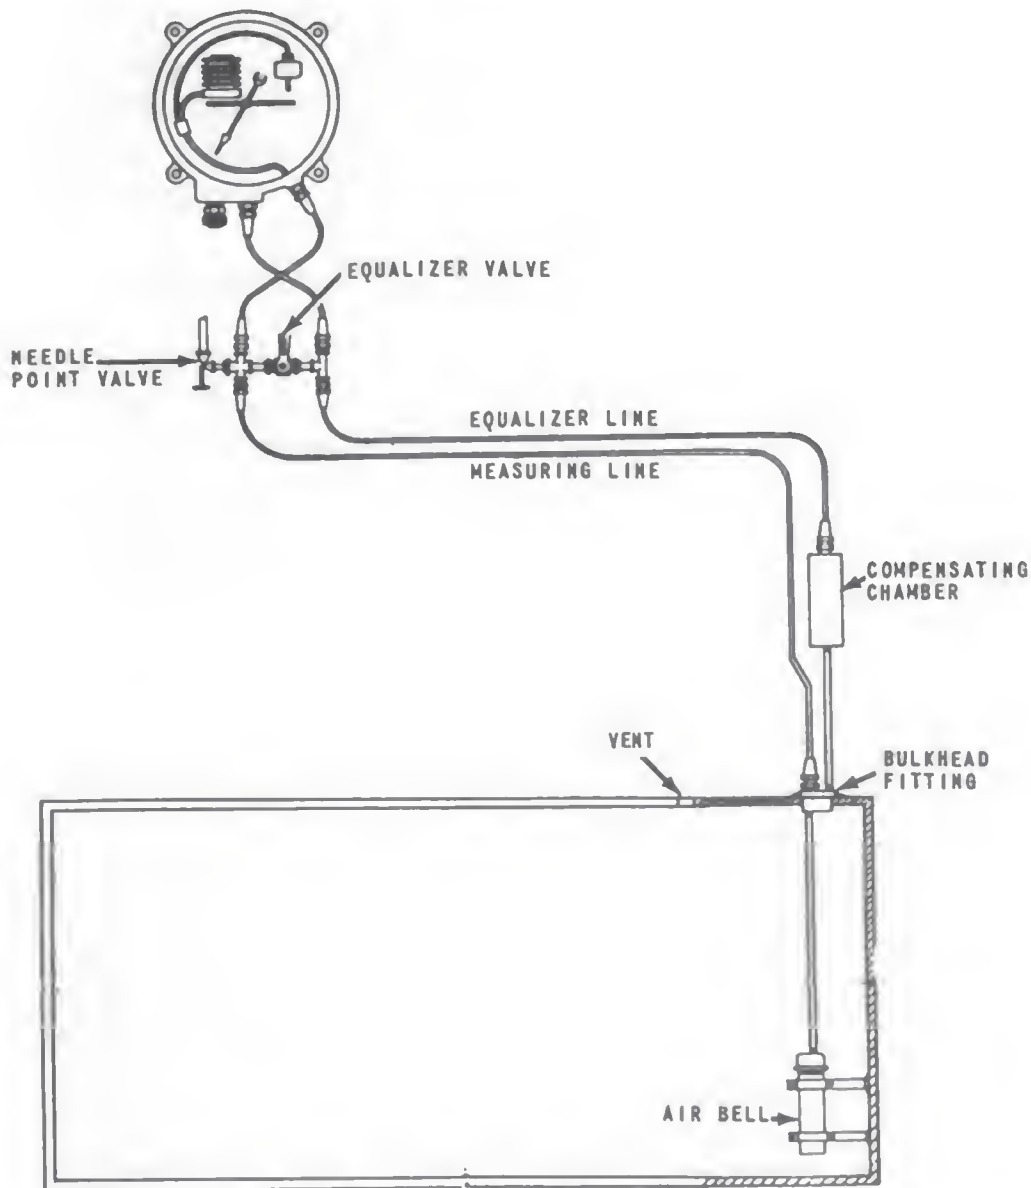 EQUALIZER VALVE
NEEDLE
POINT VALVE
EQUALIZER LINE
MEASURING LINE
COMPENSATING
CHAMBER
VENT
BULKHEAD
FITTING
AIR BELL